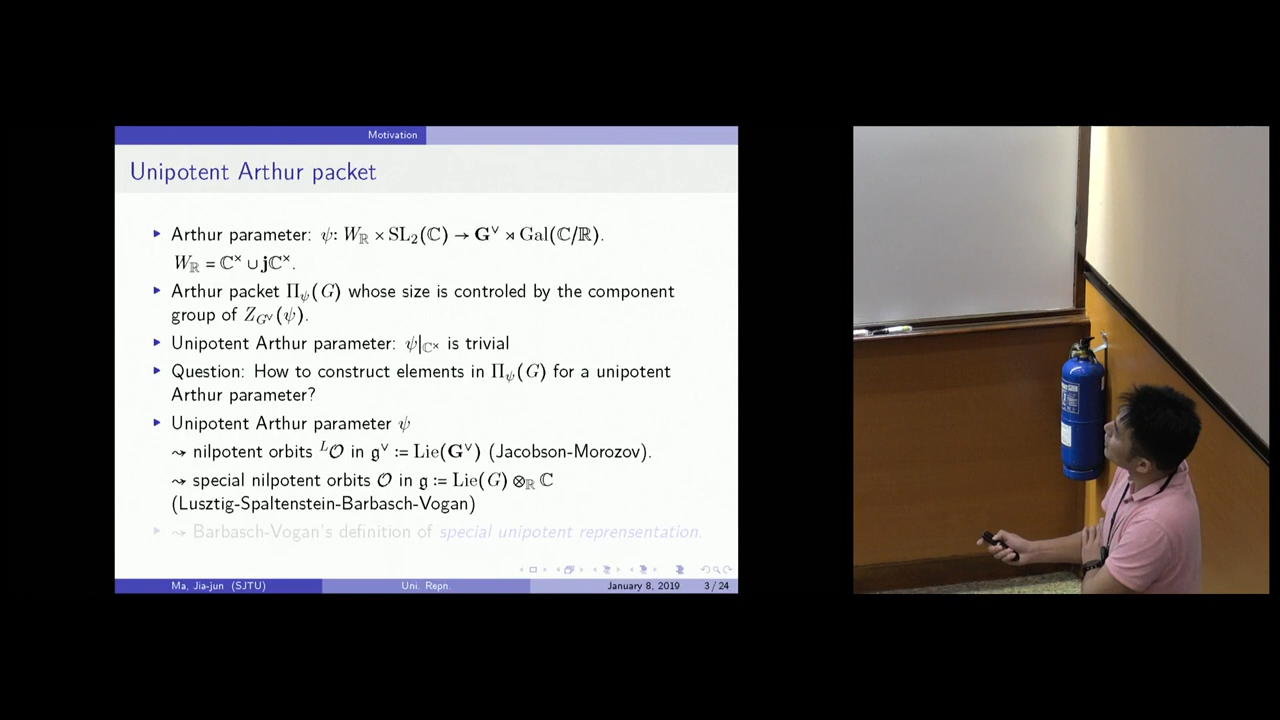 Motivation
Unipotent Arthur packet
▸ Arthur parameter: ψ: W_ℝ × SL₂(ℂ) → G^∨ ⋊ Gal(ℂ/ℝ).
W_ℝ = ℂ^× ∪ jℂ^×.
▸ Arthur packet Π_ψ(G) whose size is controled by the component
group of Z_{G^∨}(ψ).
▸ Unipotent Arthur parameter: ψ|_{ℂ^×} is trivial
▸ Question: How to construct elements in Π_ψ(G) for a unipotent
Arthur parameter?
▸ Unipotent Arthur parameter ψ
⇝ nilpotent orbits ^L𝒪 in 𝔤^∨ := Lie(G^∨) (Jacobson-Morozov).
⇝ special nilpotent orbits 𝒪 in 𝔤 := Lie(G) ⊗_ℝ ℂ
(Lusztig-Spaltenstein-Barbasch-Vogan)
▸ ⇝ Barbasch-Vogan's definition of special unipotent reprensentation.
Ma, Jia-jun (SJTU) Uni. Repn. January 8, 2019 3 / 24